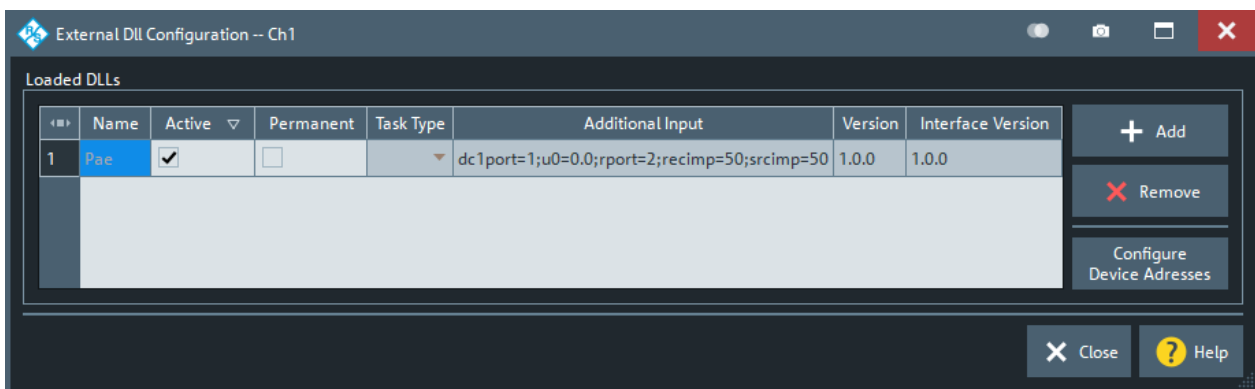 External Dll Configuration -- Ch1
Loaded DLLs
Name Active Permanent Task Type Additional Input Version Interface Version
1 Pae dc1port=1;u0=0.0;rport=2;recimp=50;srcimp=50 1.0.0 1.0.0
Add
Remove
Configure
Device Adresses
Close
? Help